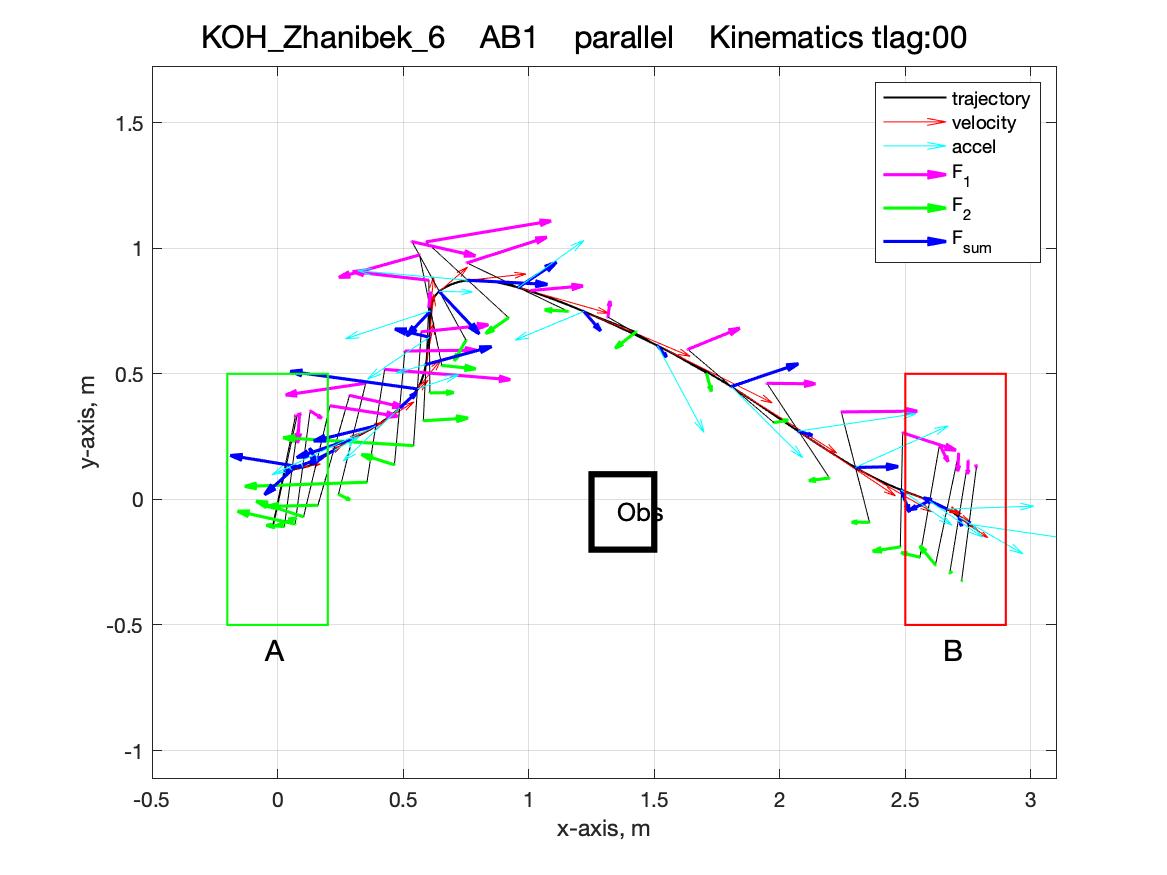 KOH_Zhanibek_6 AB1 parallel Kinematics tlag:00
trajectory
velocity
accel
F1
F2
Fsum
1.5
1
0.5
0
-0.5
-1
y-axis, m
Obs
A
B
-0.5 0 0.5 1 1.5 2 2.5 3
x-axis, m